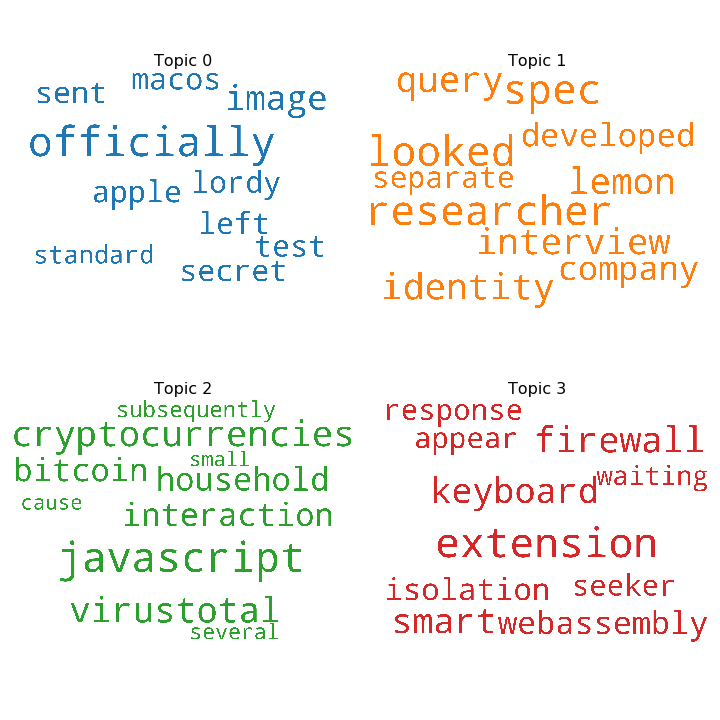 Topic 0
macos
sent
image
officially
lordy
apple
left
test
standard
secret
Topic 1
query
spec
developed
looked
separate
lemon
researcher
interview
company
identity
Topic 2
subsequently
cryptocurrencies
small
bitcoin
household
cause
interaction
javascript
virustotal
several
Topic 3
response
appear
firewall
waiting
keyboard
extension
isolation
seeker
smart
webassembly